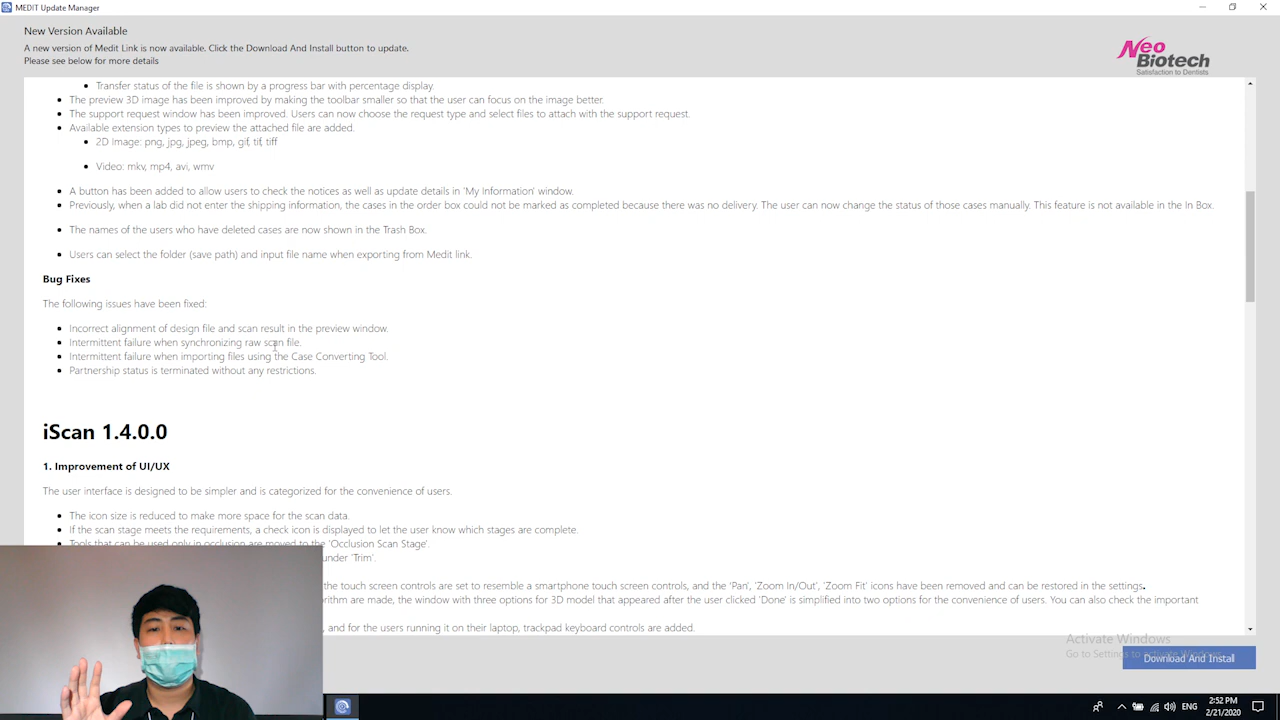 MEDIT Update Manager
New Version Available
A new version of Medit Link is now available. Click the Download And Install button to update.
Please see below for more details
Neo
Biotech
Satisfaction to Dentists
Transfer status of the file is shown by a progress bar with percentage display.
The preview 3D image has been improved by making the toolbar smaller so that the user can focus on the image better.
The support request window has been improved. Users can now choose the request type and select files to attach with the support request.
Available extension types to preview the attached file are added.
2D Image: png, jpg, jpeg, bmp, gif, tif, tiff
Video: mkv, mp4, avi, wmv
A button has been added to allow users to check the notices as well as update details in 'My Information' window.
Previously, when a lab did not enter the shipping information, the cases in the order box could not be marked as completed because there was no delivery. The user can now change the status of those cases manually. This feature is not available in the In Box.
The names of the users who have deleted cases are now shown in the Trash Box.
Users can select the folder (save path) and input file name when exporting from Medit link.
Bug Fixes
The following issues have been fixed:
Incorrect alignment of design file and scan result in the preview window.
Intermittent failure when synchronizing raw scan file.
Intermittent failure when importing files using the Case Converting Tool.
Partnership status is terminated without any restrictions.
iScan 1.4.0.0
1. Improvement of UI/UX
The user interface is designed to be simpler and is categorized for the convenience of users.
The icon size is reduced to make more space for the scan data.
If the scan stage meets the requirements, a check icon is displayed to let the user know which stages are complete.
Tools that can be used only in occlusion are moved to the 'Occlusion Scan Stage'.
under 'Trim'.
the touch screen controls are set to resemble a smartphone touch screen controls, and the 'Pan', 'Zoom In/Out', 'Zoom Fit' icons have been removed and can be restored in the settings.
are made, the window with three options for 3D model that appeared after the user clicked 'Done' is simplified into two options for the convenience of users. You can also check the important
, and for the users running it on their laptop, trackpad keyboard controls are added.
Activate Windows
Go to Settings to activate Windows.
Download And Install
ENG
2:52 PM
2/21/2020